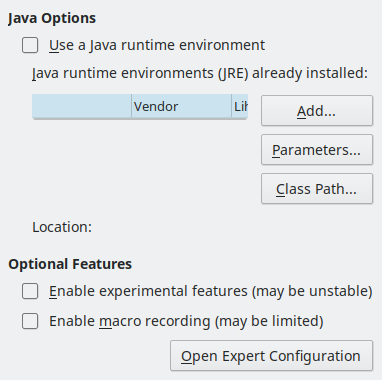 Java Options
Use a Java runtime environment
Java runtime environments (JRE) already installed:
Vendor
Add...
Parameters...
Class Path...
Location:
Optional Features
Enable experimental features (may be unstable)
Enable macro recording (may be limited)
Open Expert Configuration